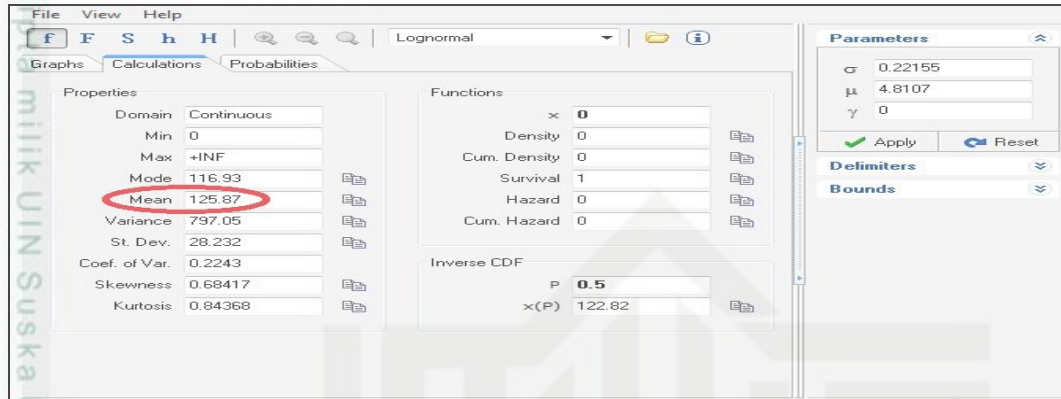 File View Help
f F S h H Lognormal
Graphs Calculations Probabilities
Properties
Domain Continuous
Min 0
Max +INF
Mode 116.93
Mean 125.87
Variance 797.05
St. Dev. 28.232
Coef. of Var. 0.2243
Skewness 0.68417
Kurtosis 0.84368
Functions
x 0
Density 0
Cum. Density 0
Survival 1
Hazard 0
Cum. Hazard 0
Inverse CDF
P 0.5
x(P) 122.82
Parameters
σ 0.22155
μ 4.8107
γ 0
Apply Reset
Delimiters
Bounds
milik UIN Suska